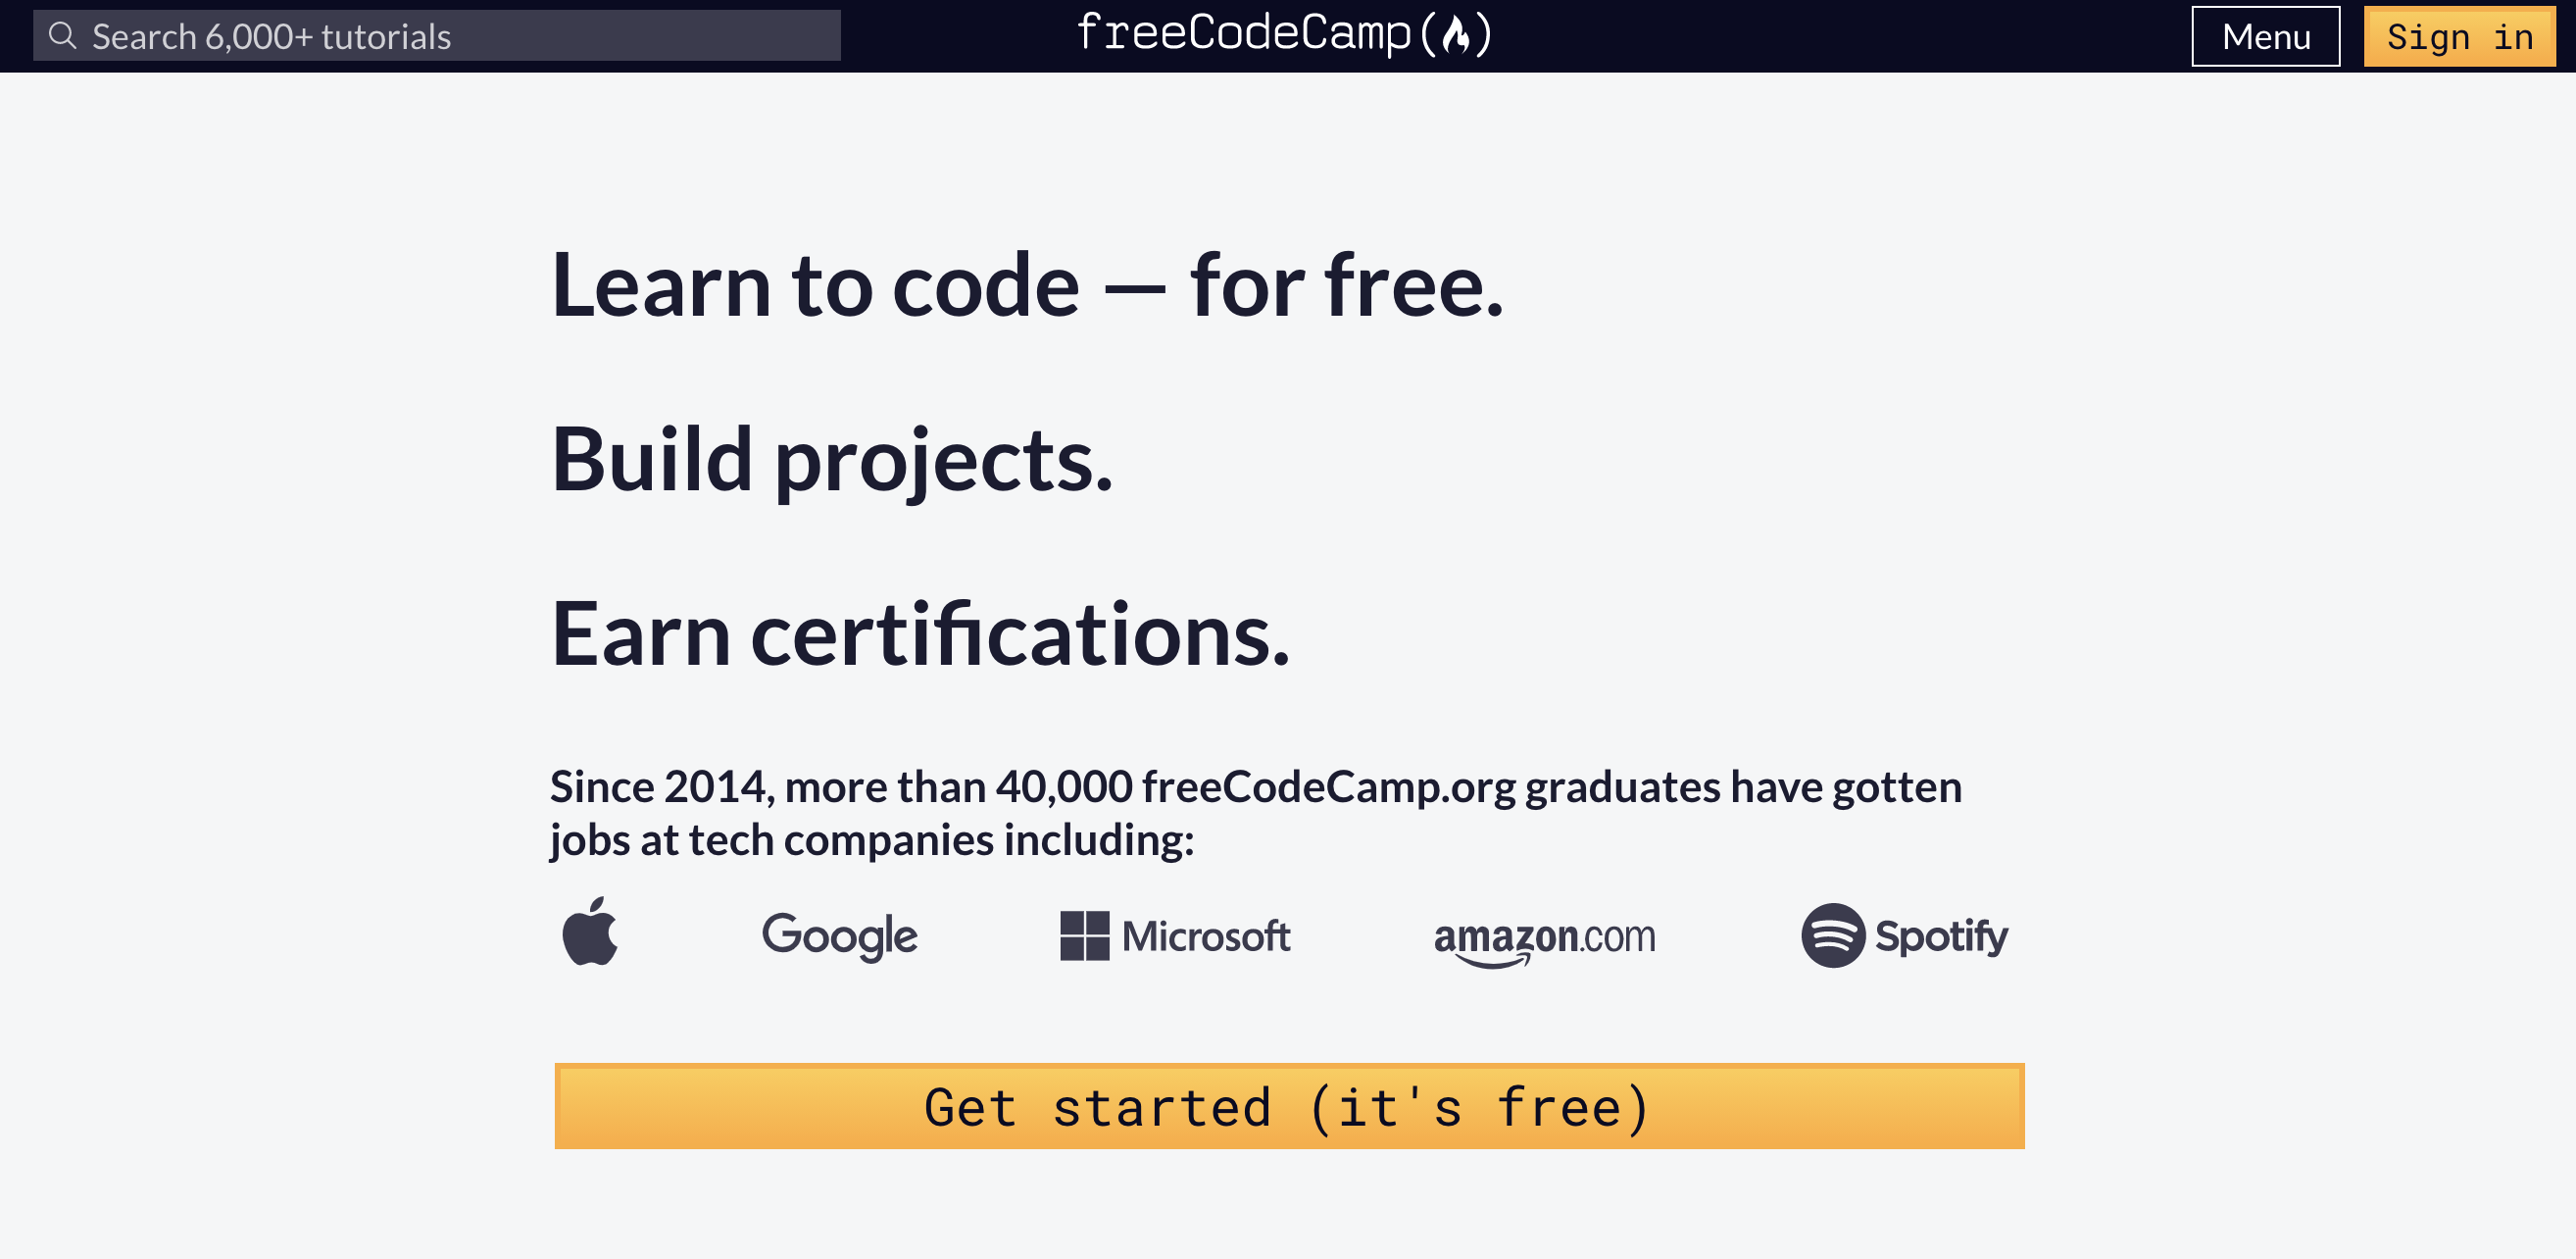 Search 6,000+ tutorials
freeCodeCamp()
Menu
Sign in
Learn to code — for free.
Build projects.
Earn certifications.
Since 2014, more than 40,000 freeCodeCamp.org graduates have gotten
jobs at tech companies including:
Google
Microsoft
amazon.com
Spotify
Get started (it's free)